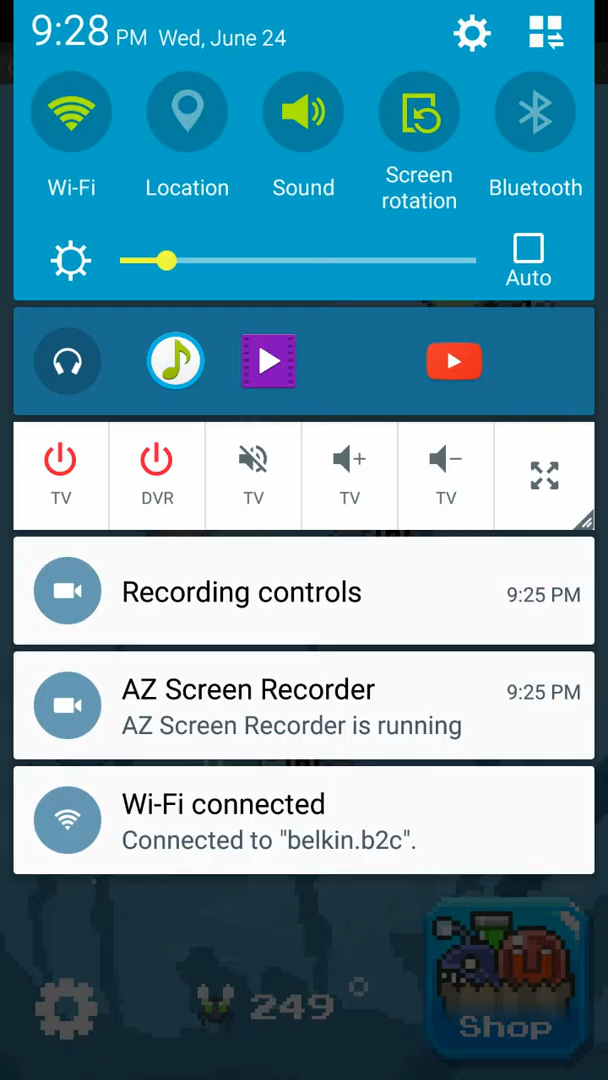 9:28 PM Wed, June 24
Wi-Fi
Location
Sound
Screen
rotation
Bluetooth
Auto
TV
DVR
TV
TV
TV
Recording controls 9:25 PM
AZ Screen Recorder 9:25 PM
AZ Screen Recorder is running
Wi-Fi connected
Connected to "belkin.b2c".
249
Shop